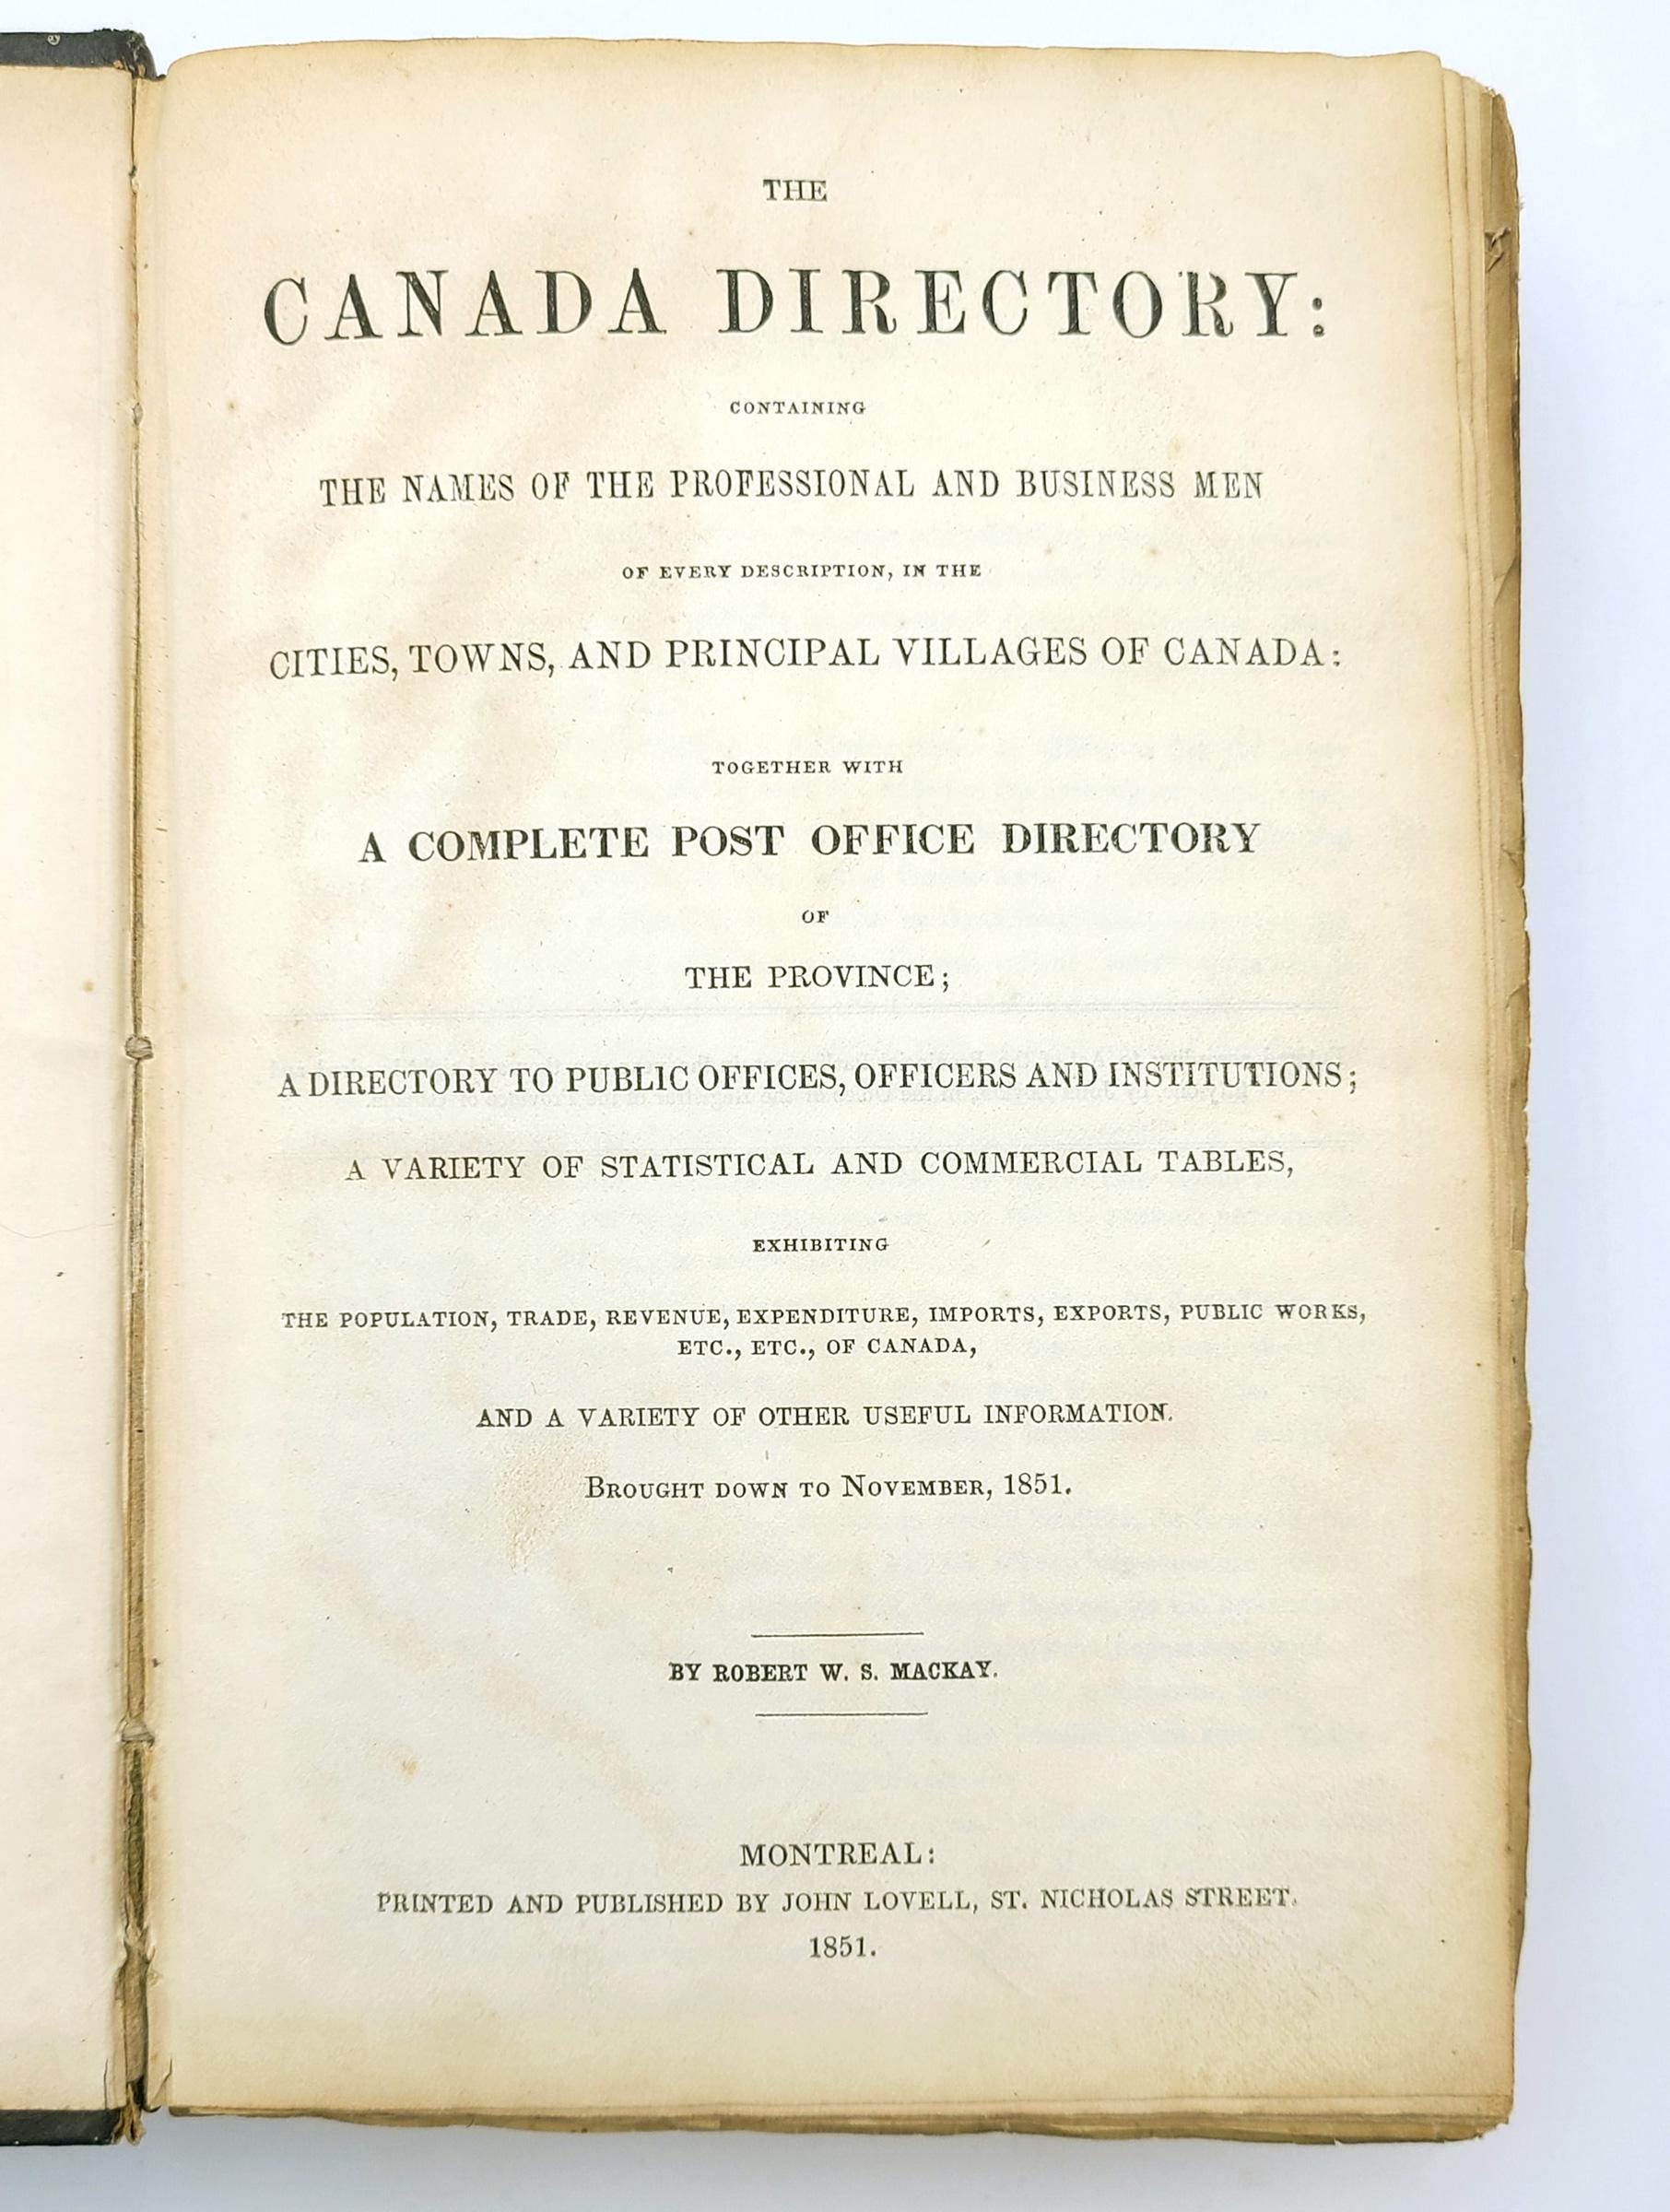 THE
CANADA DIRECTORY:
CONTAINING
THE NAMES OF THE PROFESSIONAL AND BUSINESS MEN
OF EVERY DESCRIPTION, IN THE
CITIES, TOWNS, AND PRINCIPAL VILLAGES OF CANADA:
TOGETHER WITH
A COMPLETE POST OFFICE DIRECTORY
OF
THE PROVINCE;
A DIRECTORY TO PUBLIC OFFICES, OFFICERS AND INSTITUTIONS;
A VARIETY OF STATISTICAL AND COMMERCIAL TABLES,
EXHIBITING
THE POPULATION, TRADE, REVENUE, EXPENDITURE, IMPORTS, EXPORTS, PUBLIC WORKS,
ETC., ETC., OF CANADA,
AND A VARIETY OF OTHER USEFUL INFORMATION.
BROUGHT DOWN TO NOVEMBER, 1851.
BY ROBERT W. S. MACKAY.
MONTREAL:
PRINTED AND PUBLISHED BY JOHN LOVELL, ST. NICHOLAS STREET.
1851.